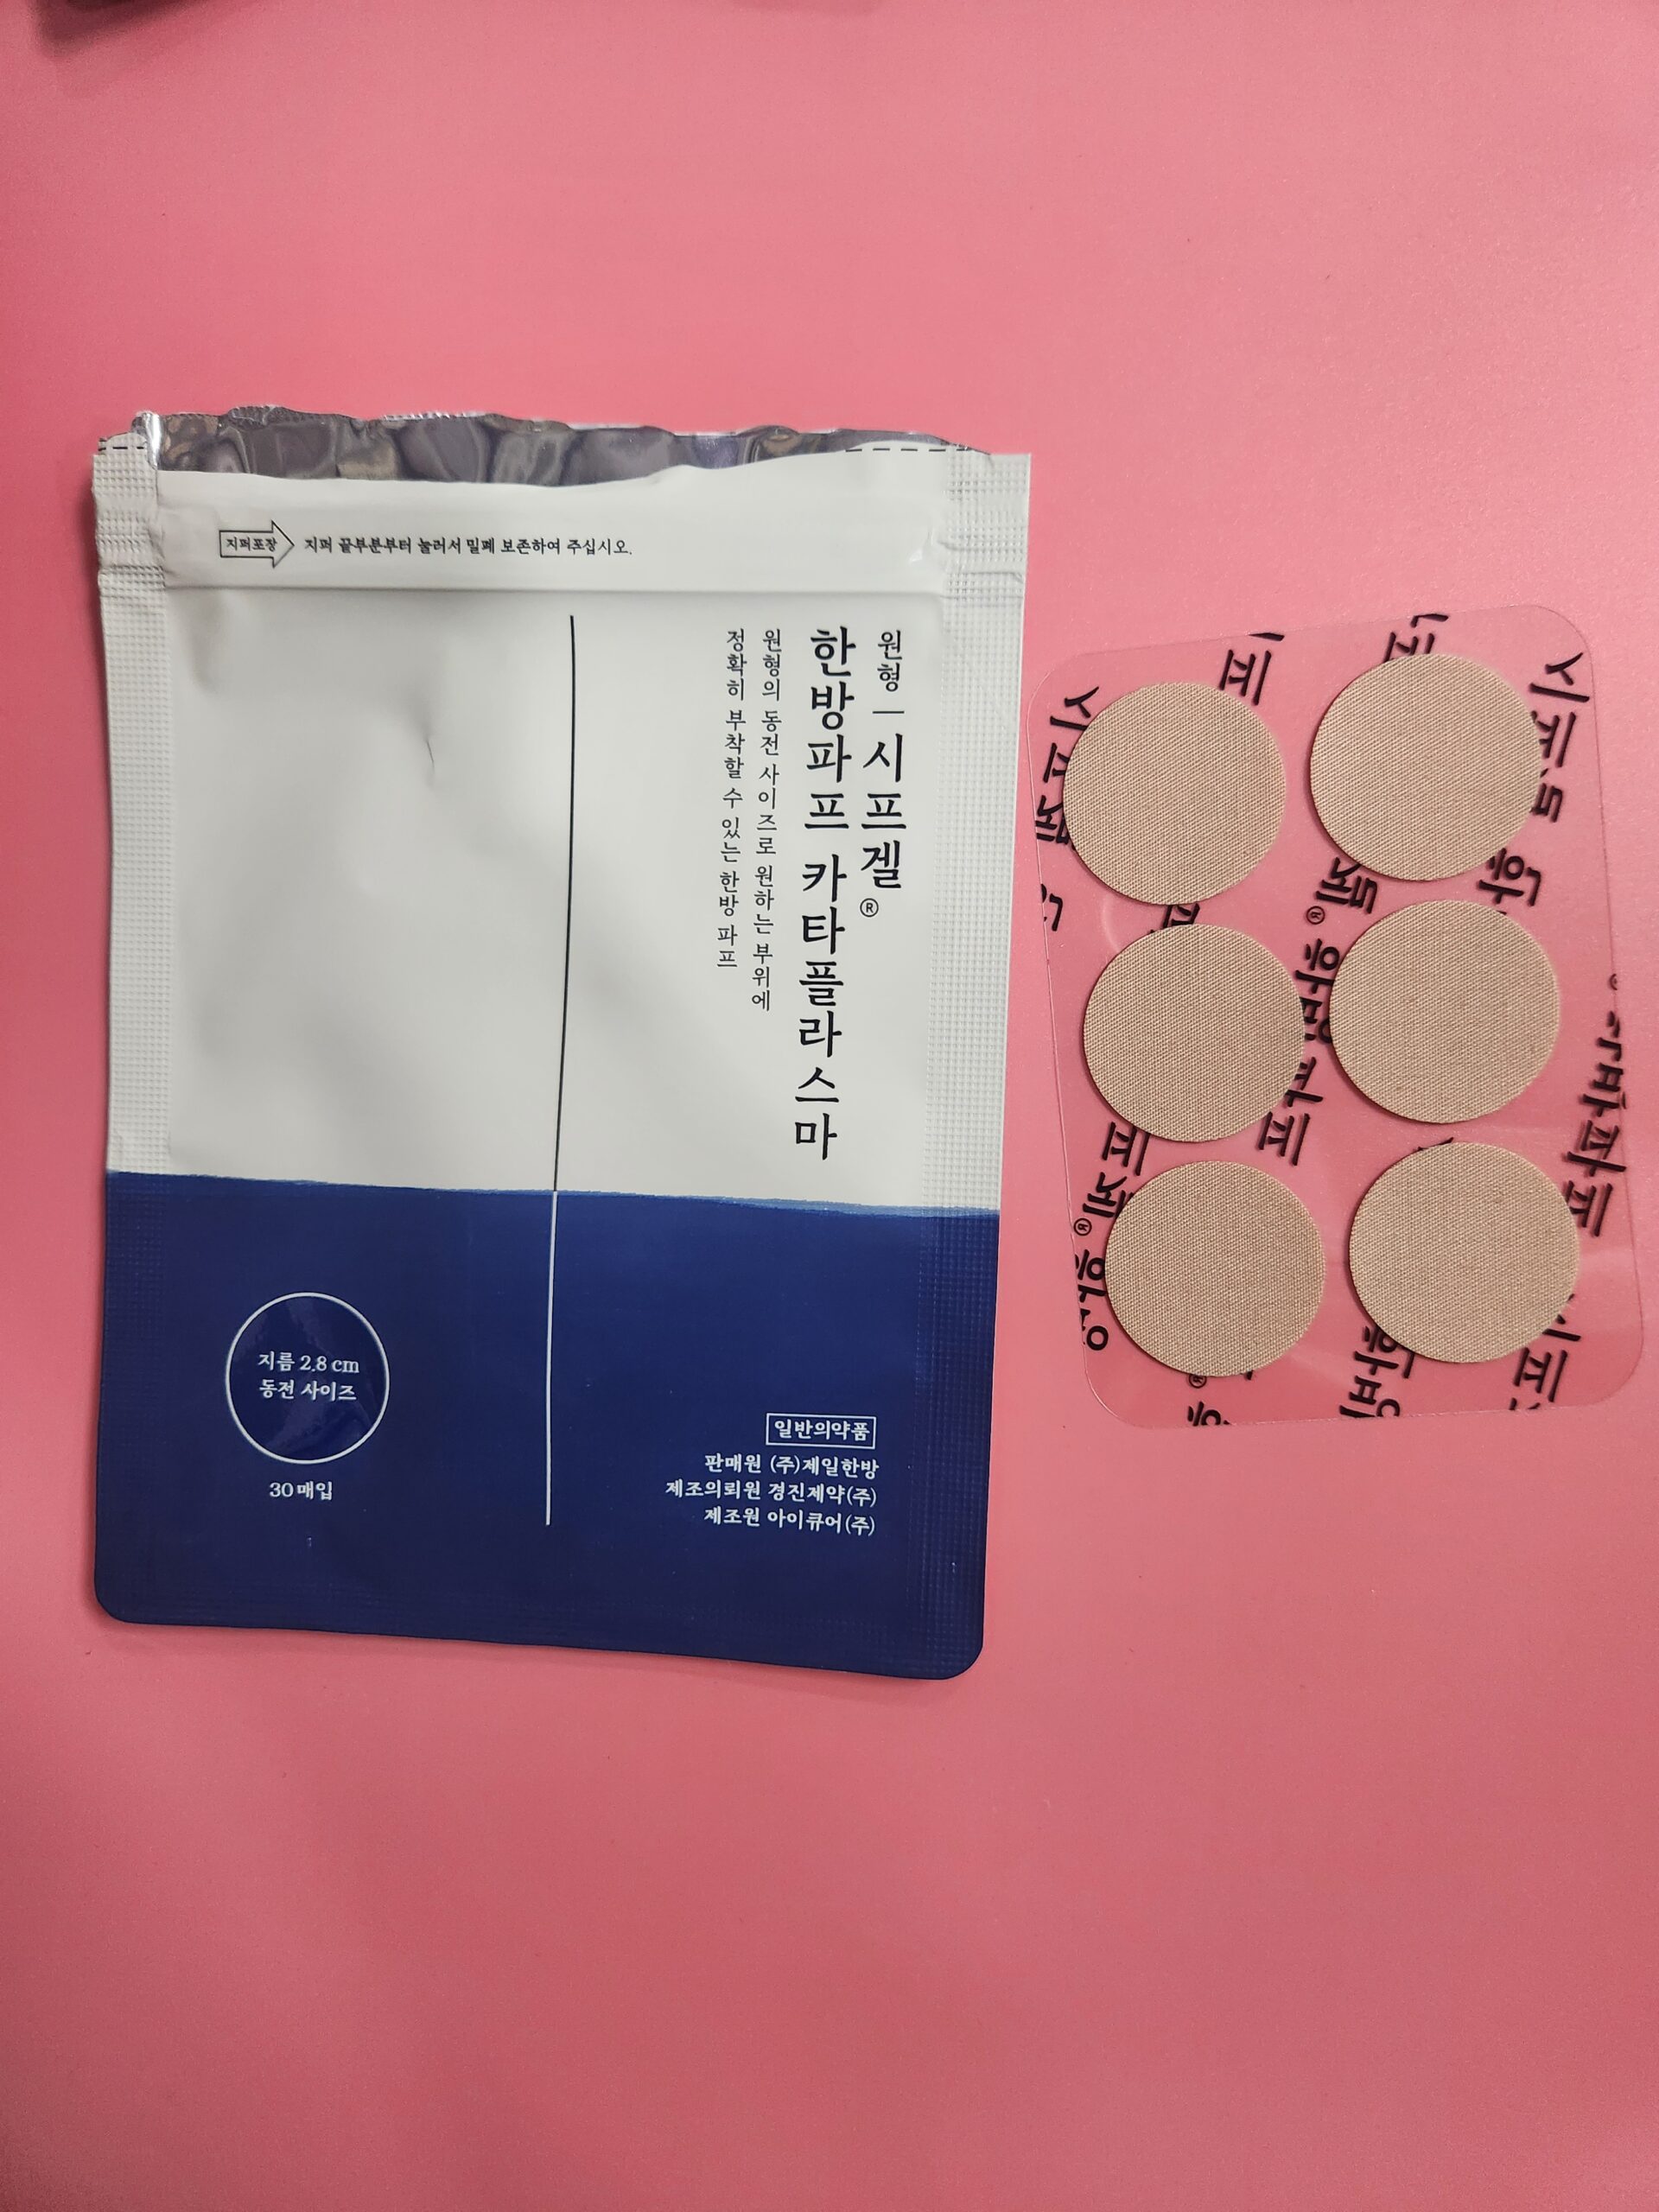 지퍼포장 지퍼 끝부분부터 눌러서 밀폐 보존하여 주십시오.
원형 | 시프겔®
한방파프 카타플라스마
원형의 동전 사이즈로 원하는 부위에
정확히 부착할 수 있는 한방 파프
지름 2.8 cm
동전 사이즈
30매입
일반의약품
판매원 (주)제일한방
제조의뢰원 경진제약(주)
제조원 아이큐어(주)